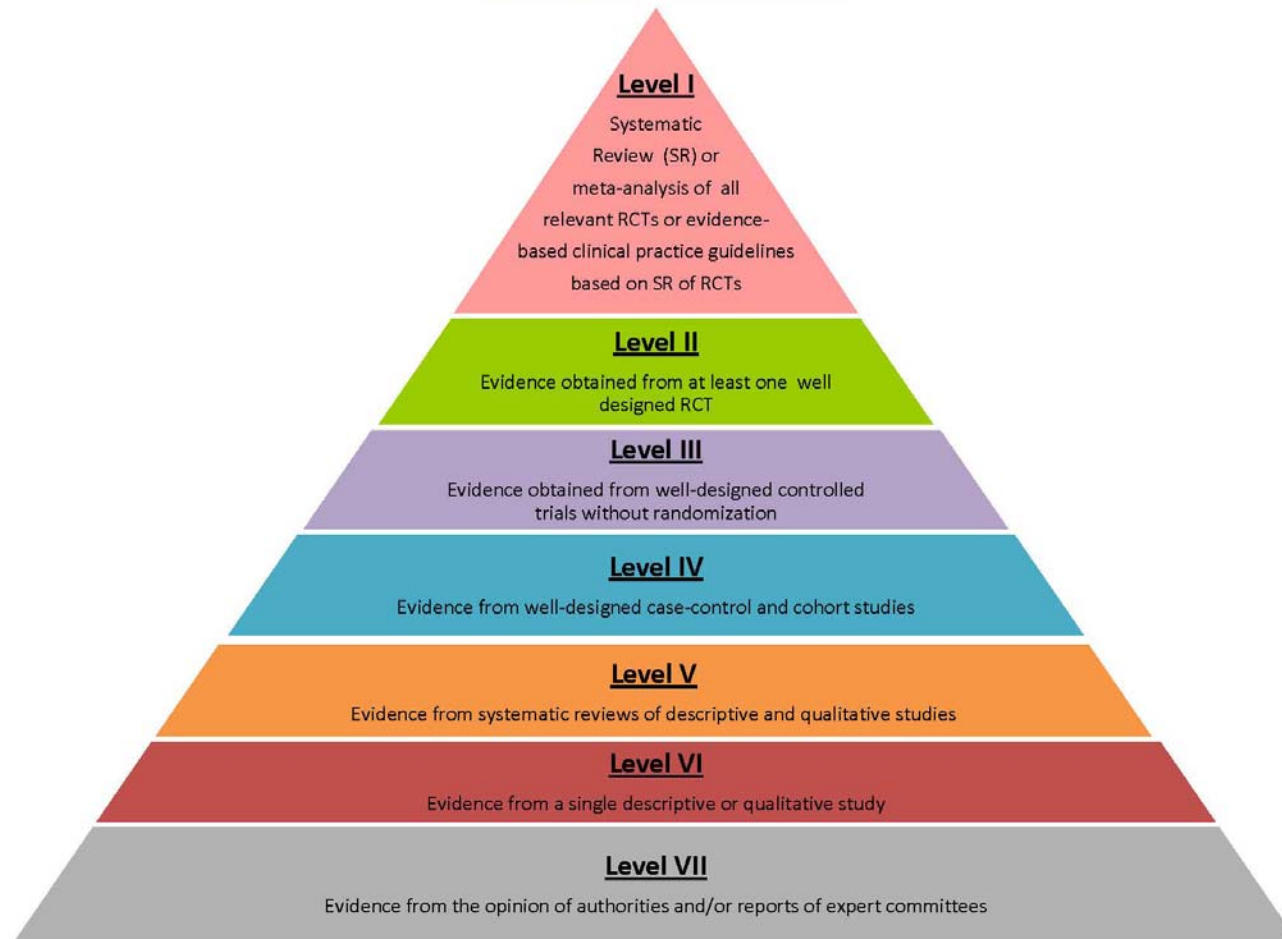 Level I
Systematic
Review (SR) or
meta-analysis of all
relevant RCTs or evidence-
based clinical practice guidelines
based on SR of RCTs
Level II
Evidence obtained from at least one well
designed RCT
Level III
Evidence obtained from well-designed controlled
trials without randomization
Level IV
Evidence from well-designed case-control and cohort studies
Level V
Evidence from systematic reviews of descriptive and qualitative studies
Level VI
Evidence from a single descriptive or qualitative study
Level VII
Evidence from the opinion of authorities and/or reports of expert committees